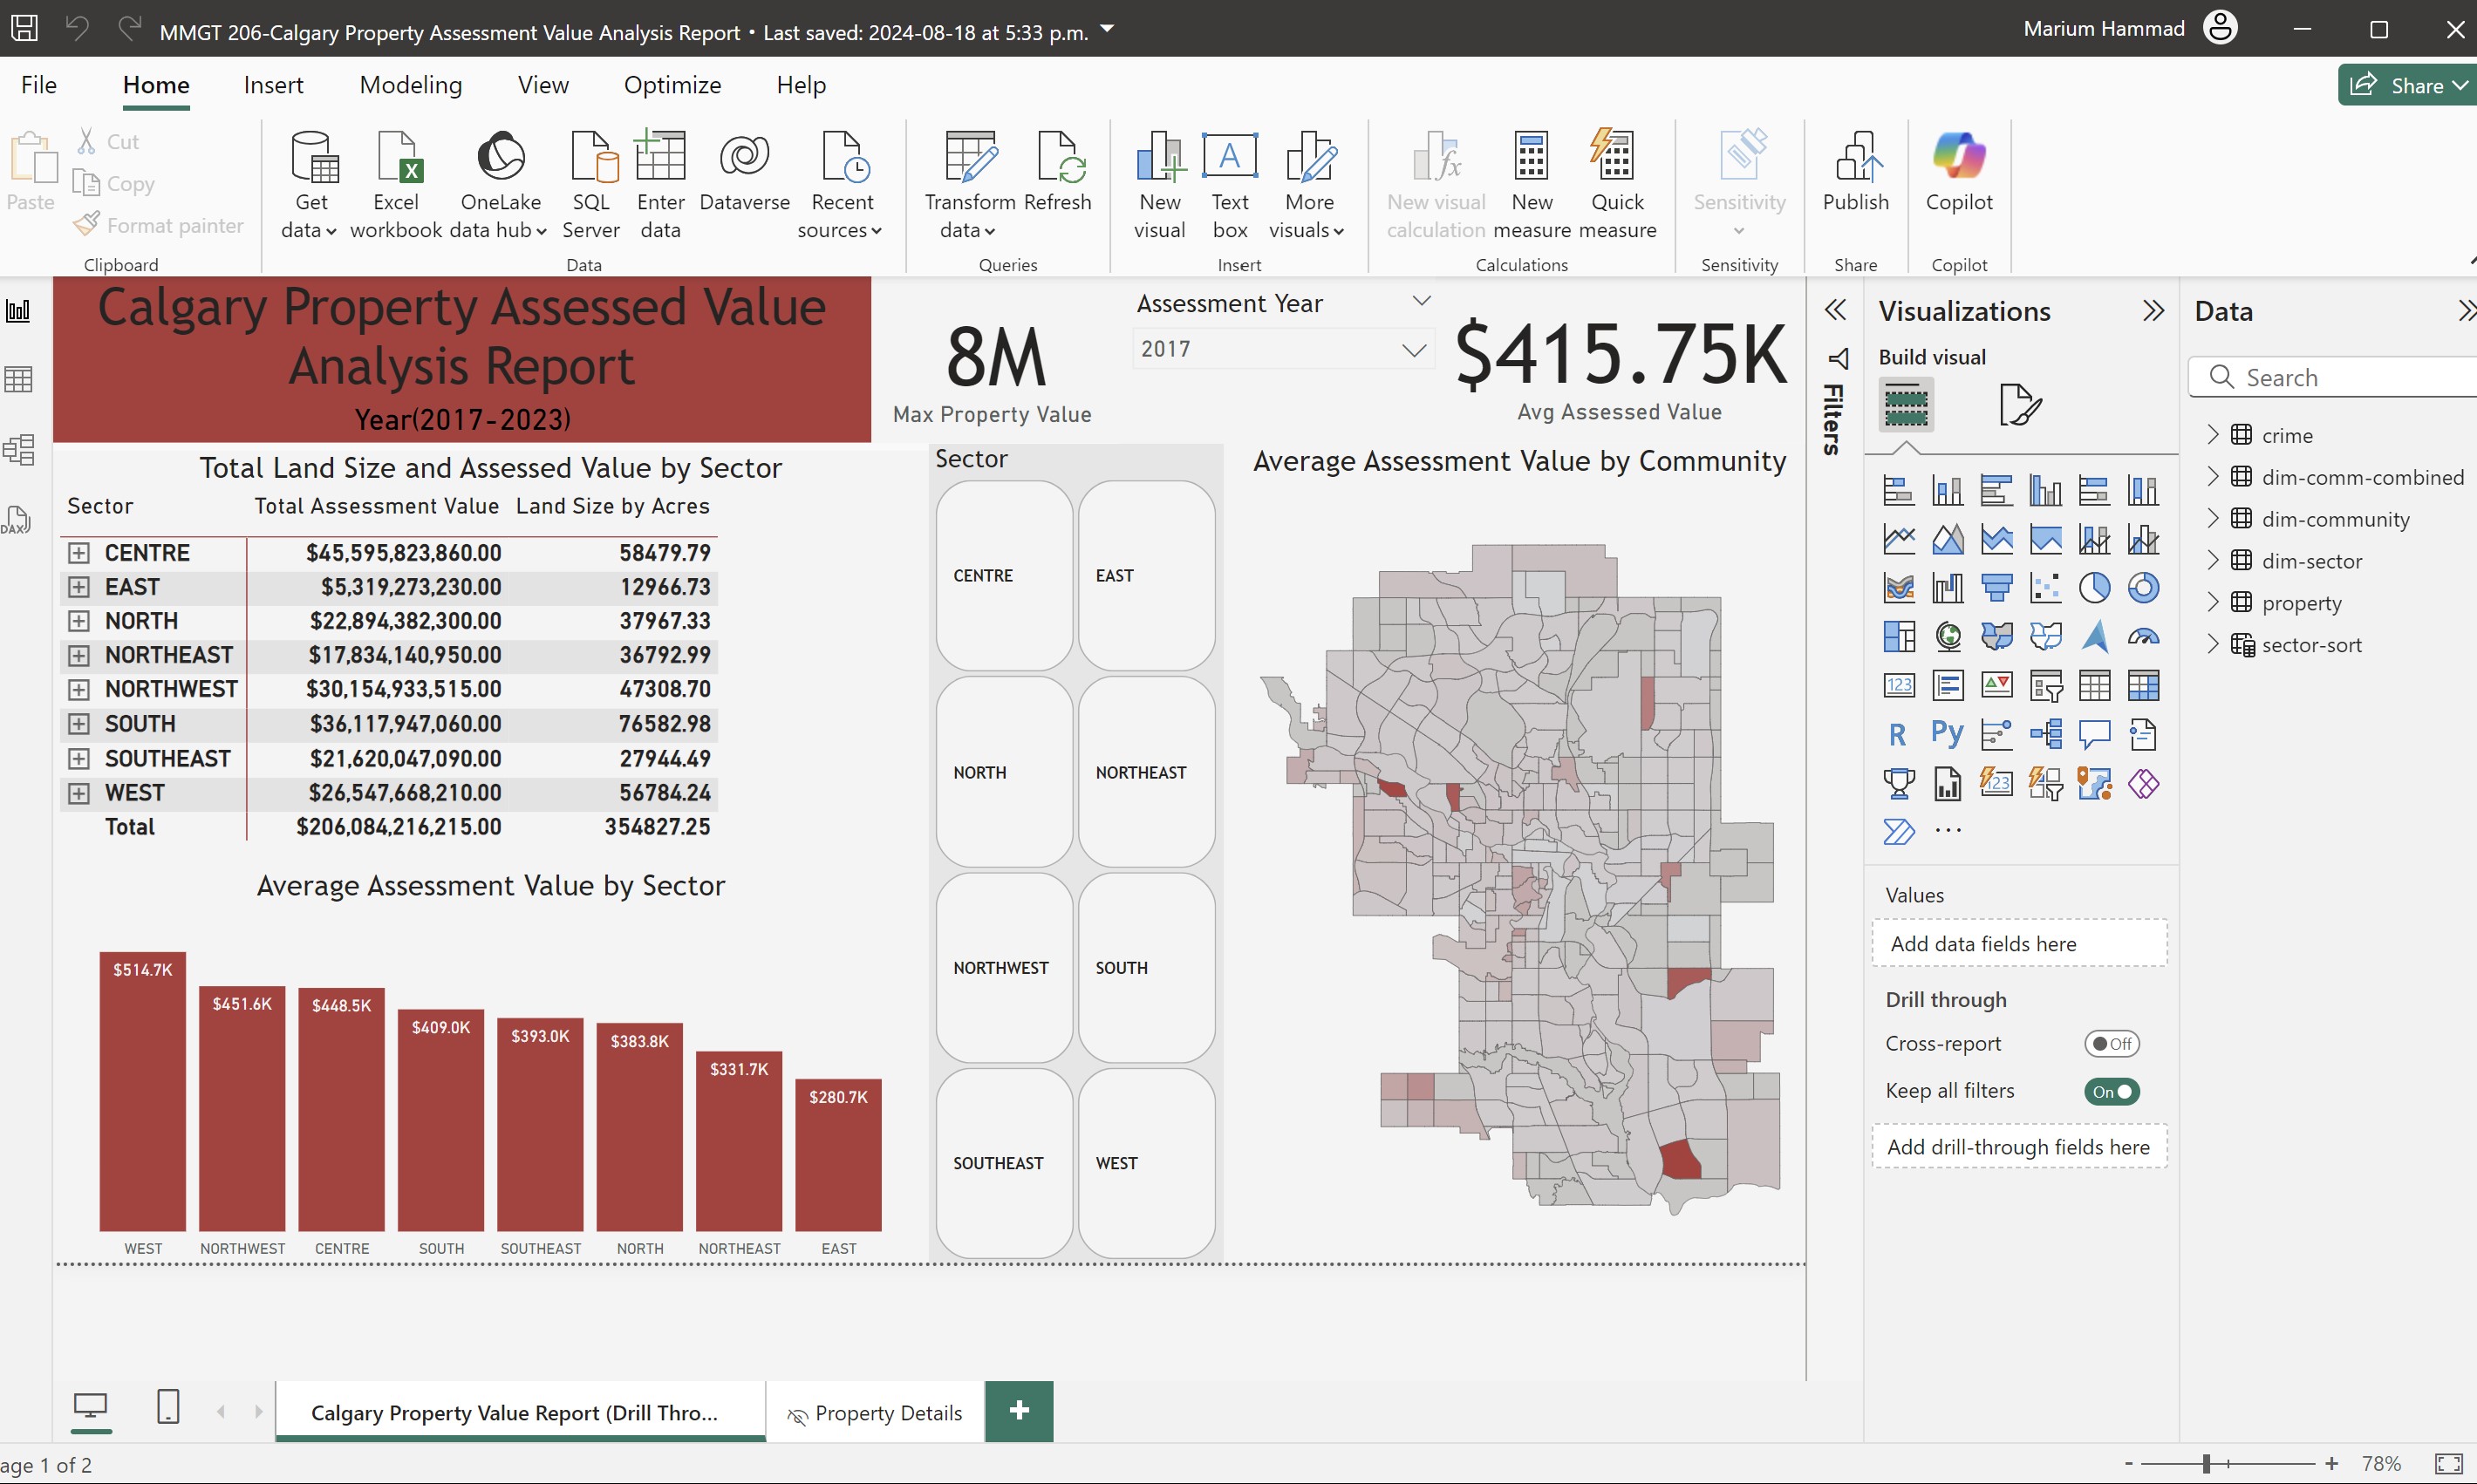 MMGT 206-Calgary Property Assessment Value Analysis Report • Last saved: 2024-08-18 at 5:33 p.m.
Marium Hammad
File Home Insert Modeling View Optimize Help
Share
Paste
Cut
Copy
Format painter
Clipboard
Get data
Excel workbook
OneLake data hub
SQL Server
Enter data
Dataverse
Recent sources
Data
Transform data
Refresh
Queries
New visual
Text box
More visuals
Insert
New visual calculation
New measure
Quick measure
Calculations
Sensitivity
Sensitivity
Publish
Share
Copilot
Copilot
DAX
Calgary Property Assessed Value
Analysis Report
Year(2017-2023)
8M
Max Property Value
Assessment Year
2017
$415.75K
Avg Assessed Value
Total Land Size and Assessed Value by Sector
Sector Total Assessment Value Land Size by Acres
CENTRE $45,595,823,860.00 58479.79
EAST $5,319,273,230.00 12966.73
NORTH $22,894,382,300.00 37967.33
NORTHEAST $17,834,140,950.00 36792.99
NORTHWEST $30,154,933,515.00 47308.70
SOUTH $36,117,947,060.00 76582.98
SOUTHEAST $21,620,047,090.00 27944.49
WEST $26,547,668,210.00 56784.24
Total $206,084,216,215.00 354827.25
Average Assessment Value by Sector
$514.7K $451.6K $448.5K $409.0K $393.0K $383.8K $331.7K $280.7K
WEST NORTHWEST CENTRE SOUTH SOUTHEAST NORTH NORTHEAST EAST
Sector
CENTRE EAST
NORTH NORTHEAST
NORTHWEST SOUTH
SOUTHEAST WEST
Average Assessment Value by Community
Filters
Visualizations
Build visual
123
R Py
123
...
Values
Add data fields here
Drill through
Cross-report Off
Keep all filters On
Add drill-through fields here
Data
Search
crime
dim-comm-combined
dim-community
dim-sector
property
sector-sort
Calgary Property Value Report (Drill Thro...
Property Details
+
age 1 of 2
- + 78%